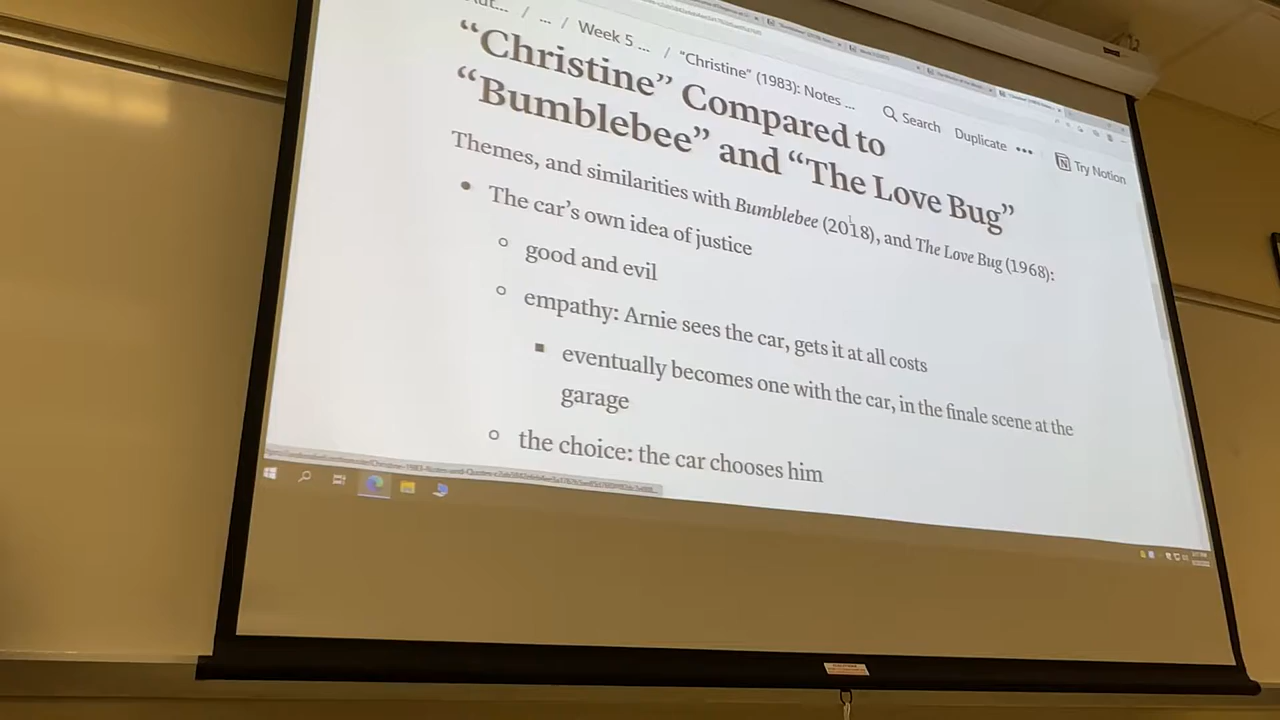 / ... / Week 5 ... / “Christine” (1983): Notes ...
Search Duplicate ••• Try Notion
“Christine” Compared to
“Bumblebee” and “The Love Bug”
Themes, and similarities with Bumblebee (2018), and The Love Bug (1968):
• The car’s own idea of justice
◦ good and evil
◦ empathy: Arnie sees the car, gets it at all costs
▪ eventually becomes one with the car, in the finale scene at the
garage
◦ the choice: the car chooses him